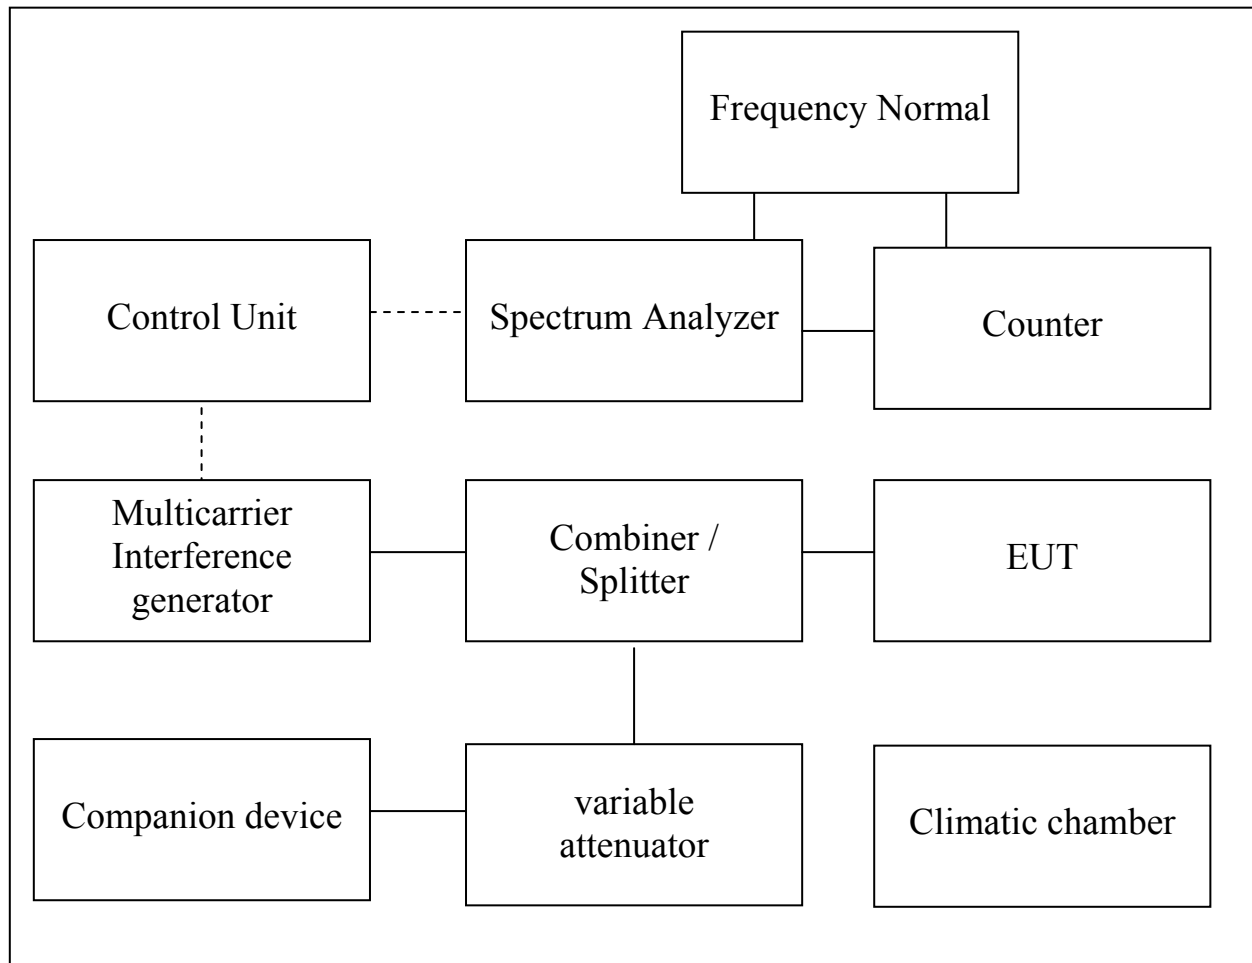 Frequency Normal
Control Unit
Spectrum Analyzer
Counter
Multicarrier
Interference
generator
Combiner /
Splitter
EUT
Companion device
variable
attenuator
Climatic chamber